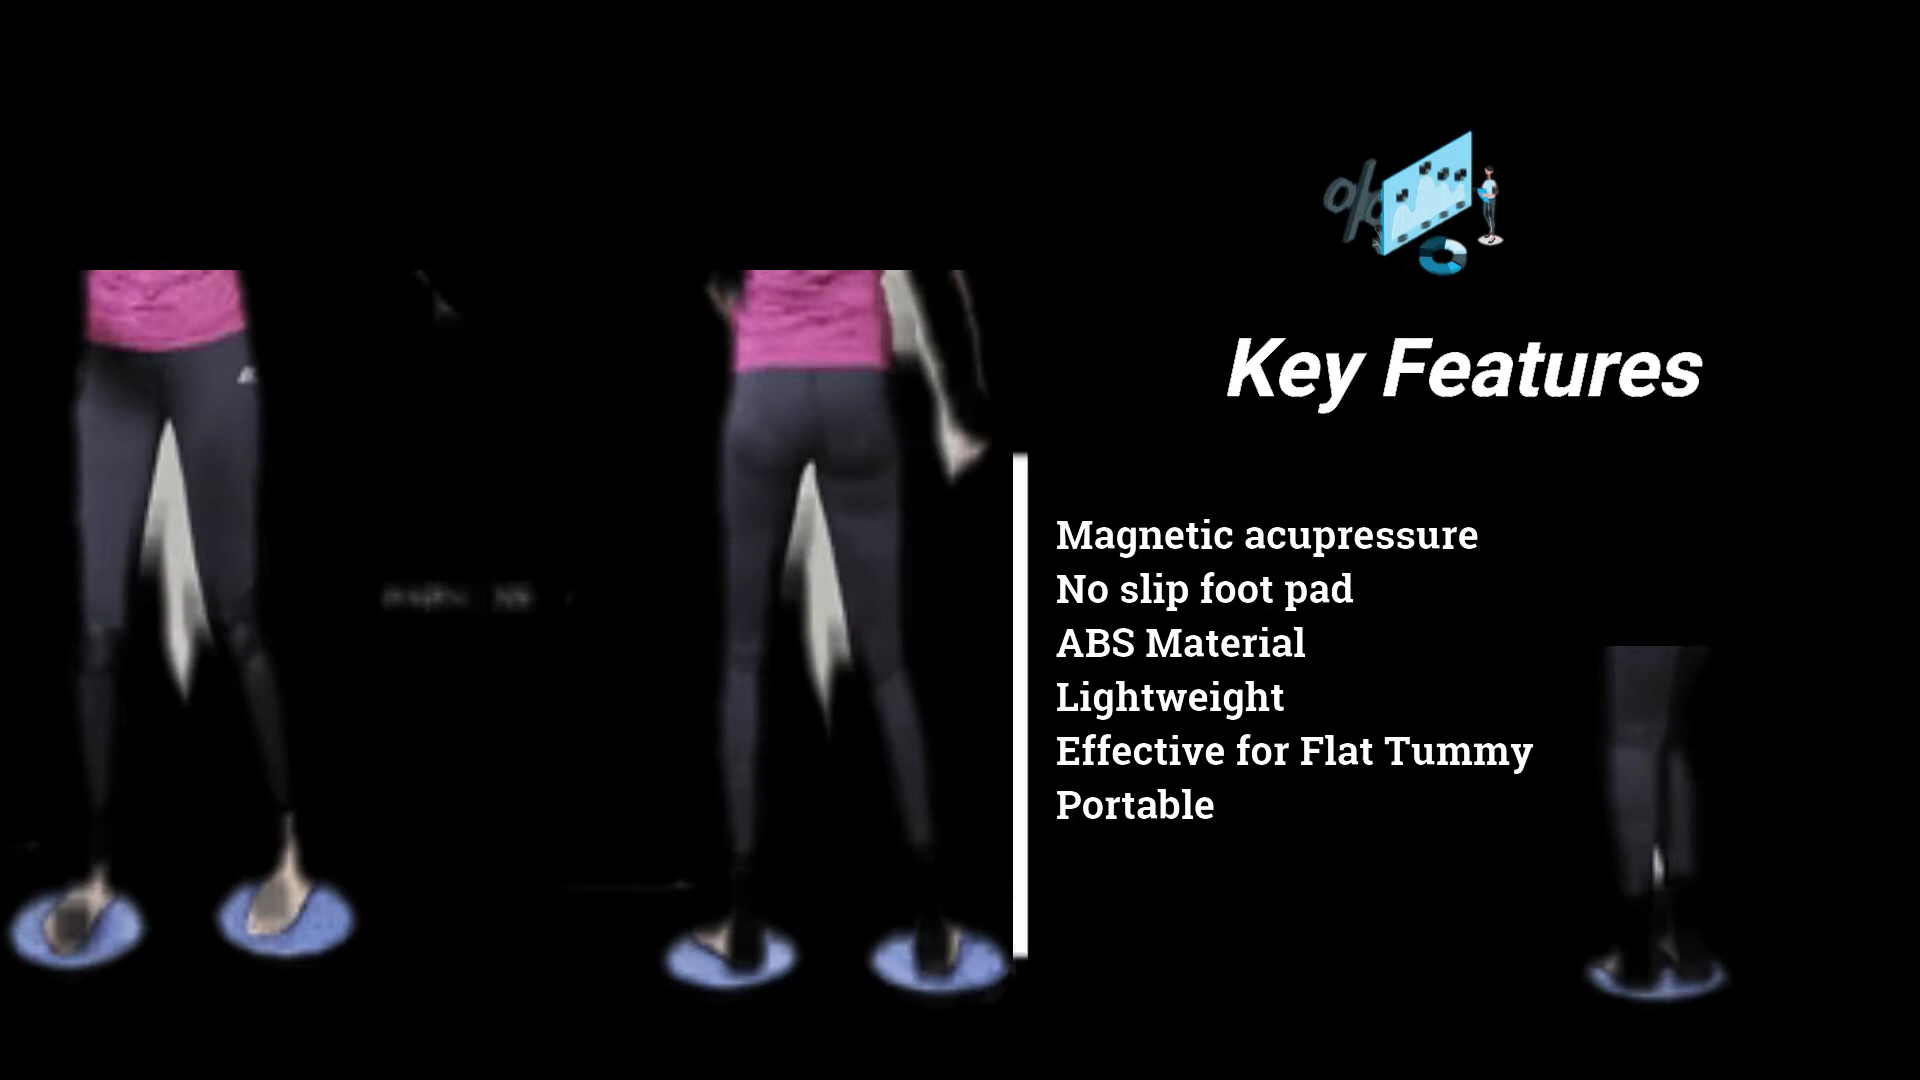 Key Features
Magnetic acupressure
No slip foot pad
ABS Material
Lightweight
Effective for Flat Tummy
Portable